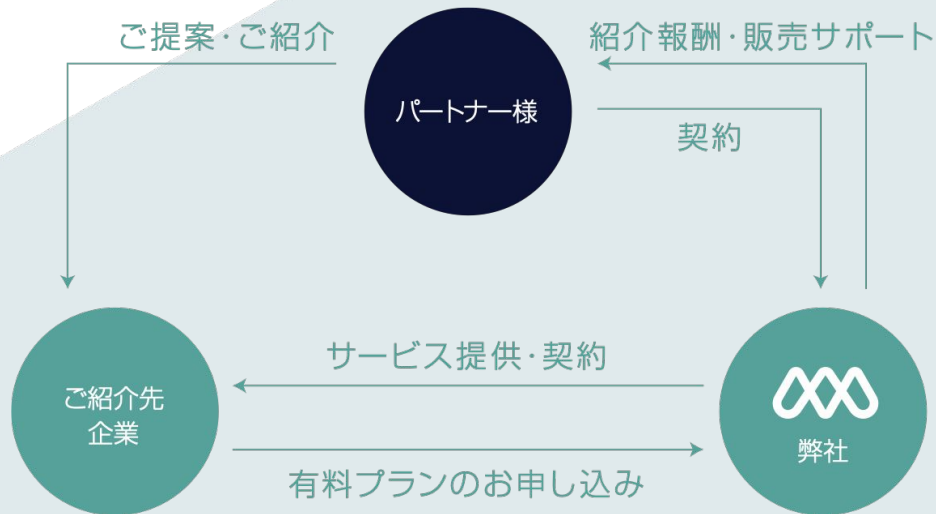 ご提案・ご紹介
紹介報酬・販売サポート
パートナー様
契約
サービス提供・契約
ご紹介先
企業
弊社
有料プランのお申し込み